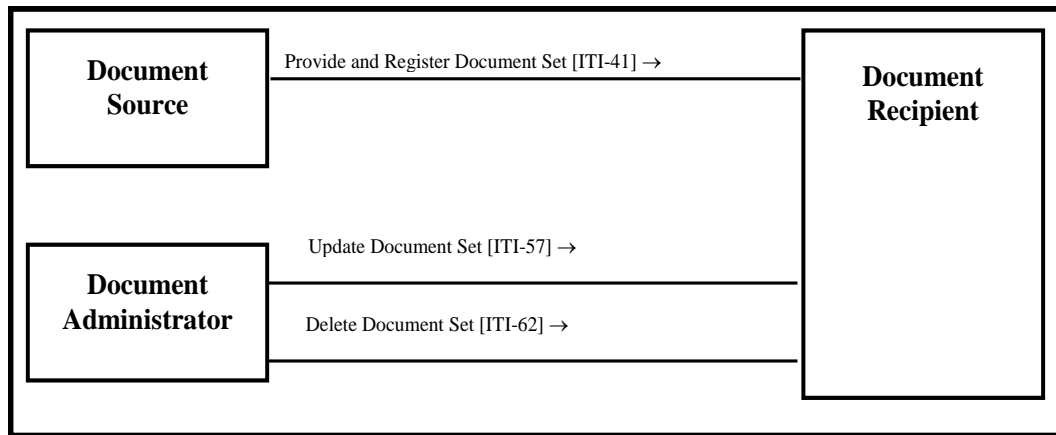 Document
Source
Provide and Register Document Set [ITI-41] →
Document
Recipient
Update Document Set [ITI-57] →
Document
Administrator
Delete Document Set [ITI-62] →